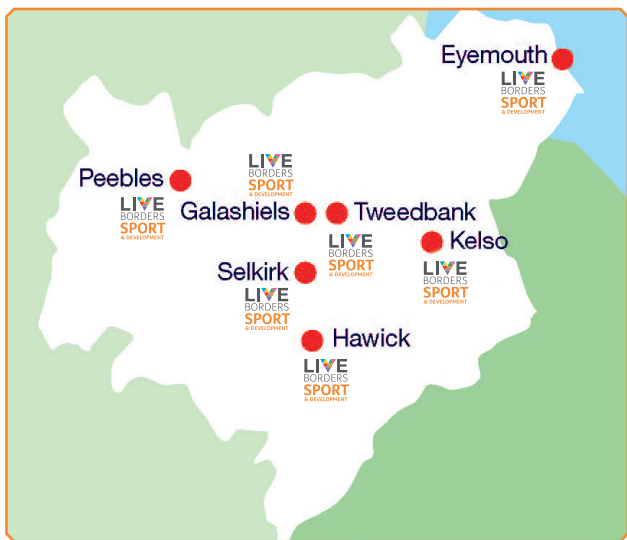 Eyemouth
LIVE
BORDERS
SPORT
& DEVELOPMENT
Peebles
LIVE
BORDERS
SPORT
& DEVELOPMENT
LIVE
BORDERS
SPORT
& DEVELOPMENT
Galashiels
Tweedbank
LIVE
BORDERS
SPORT
& DEVELOPMENT
Kelso
LIVE
BORDERS
SPORT
& DEVELOPMENT
Selkirk
LIVE
BORDERS
SPORT
& DEVELOPMENT
Hawick
LIVE
BORDERS
SPORT
& DEVELOPMENT